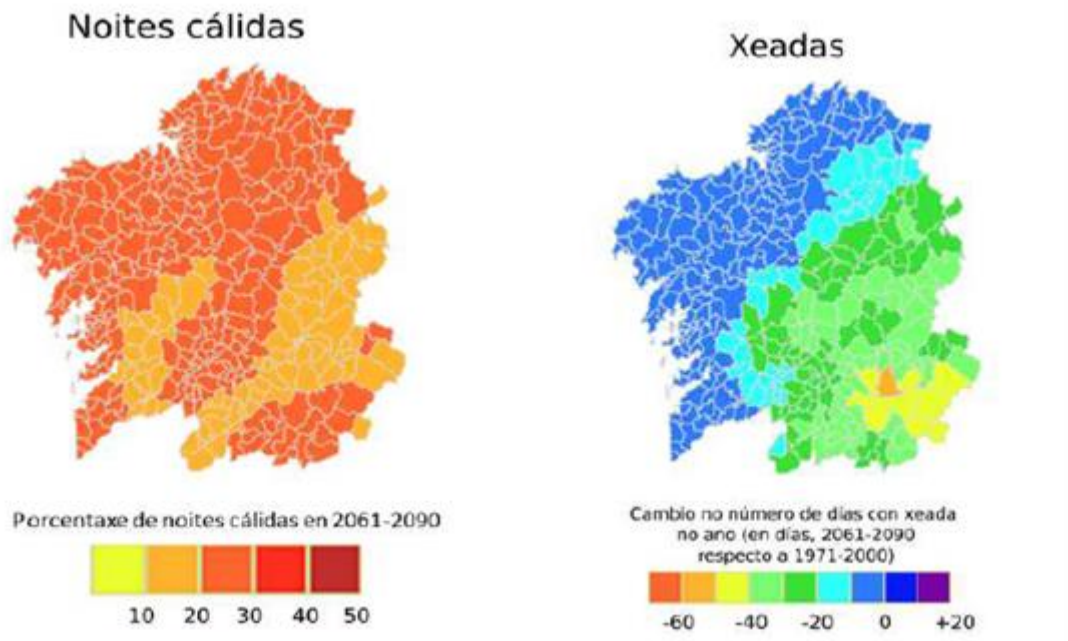 Noites cálidas
Xeadas
Porcentaxe de noites cálidas en 2061-2090
10 20 30 40 50
Cambio no número de días con xeada
no ano (en días, 2061-2090
respecto a 1971-2000)
-60 -40 -20 0 +20